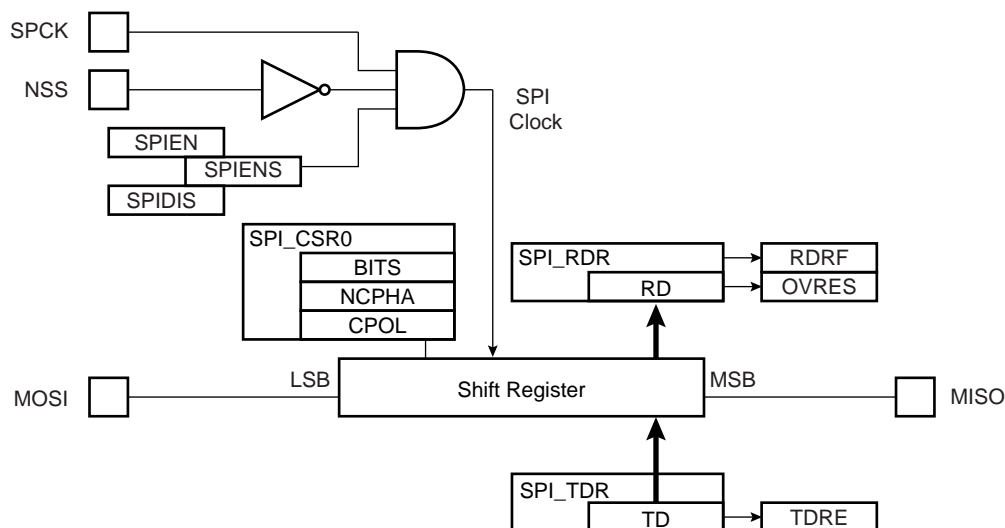 SPCK
NSS
SPI
Clock
SPIEN
SPIENS
SPIDIS
SPI_CSR0
BITS
NCPHA
CPOL
SPI_RDR
RD
RDRF
OVRES
MOSI
LSB
Shift Register
MSB
MISO
SPI_TDR
TD
TDRE